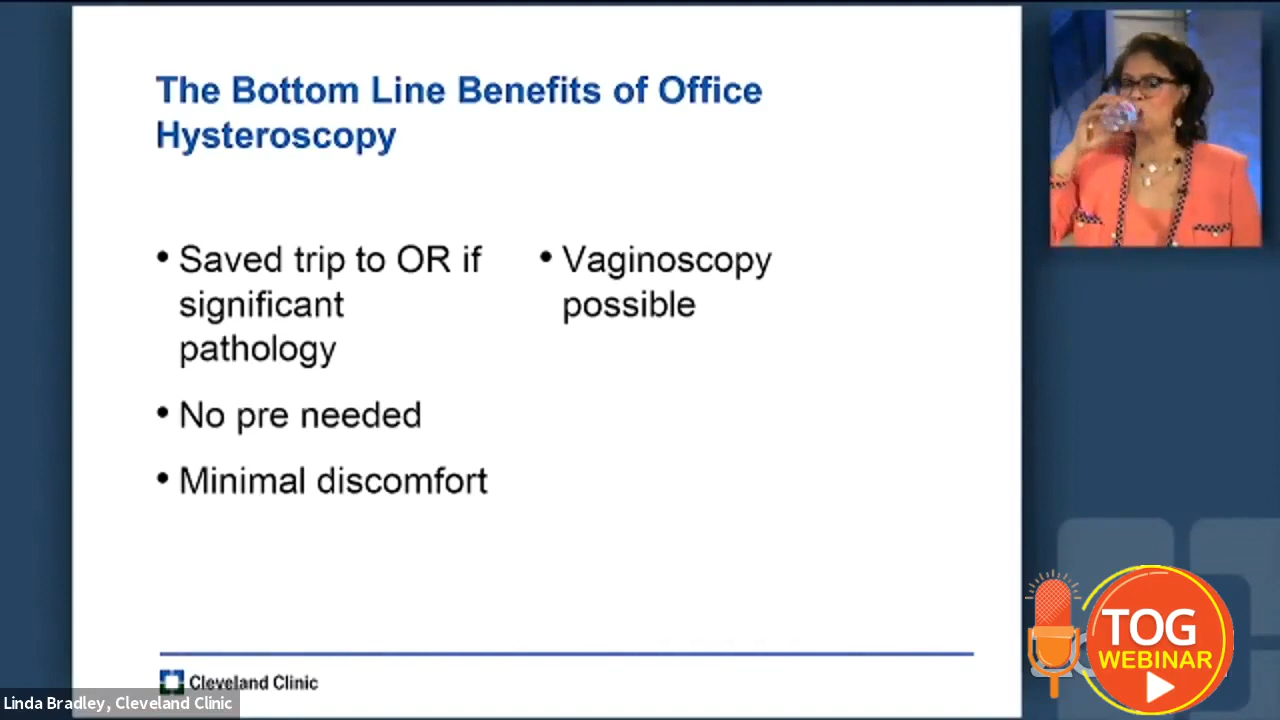 The Bottom Line Benefits of Office
Hysteroscopy
• Saved trip to OR if
significant
pathology
• No pre needed
• Minimal discomfort
• Vaginoscopy
possible
Cleveland Clinic
Linda Bradley, Cleveland Clinic
TOG
WEBINAR